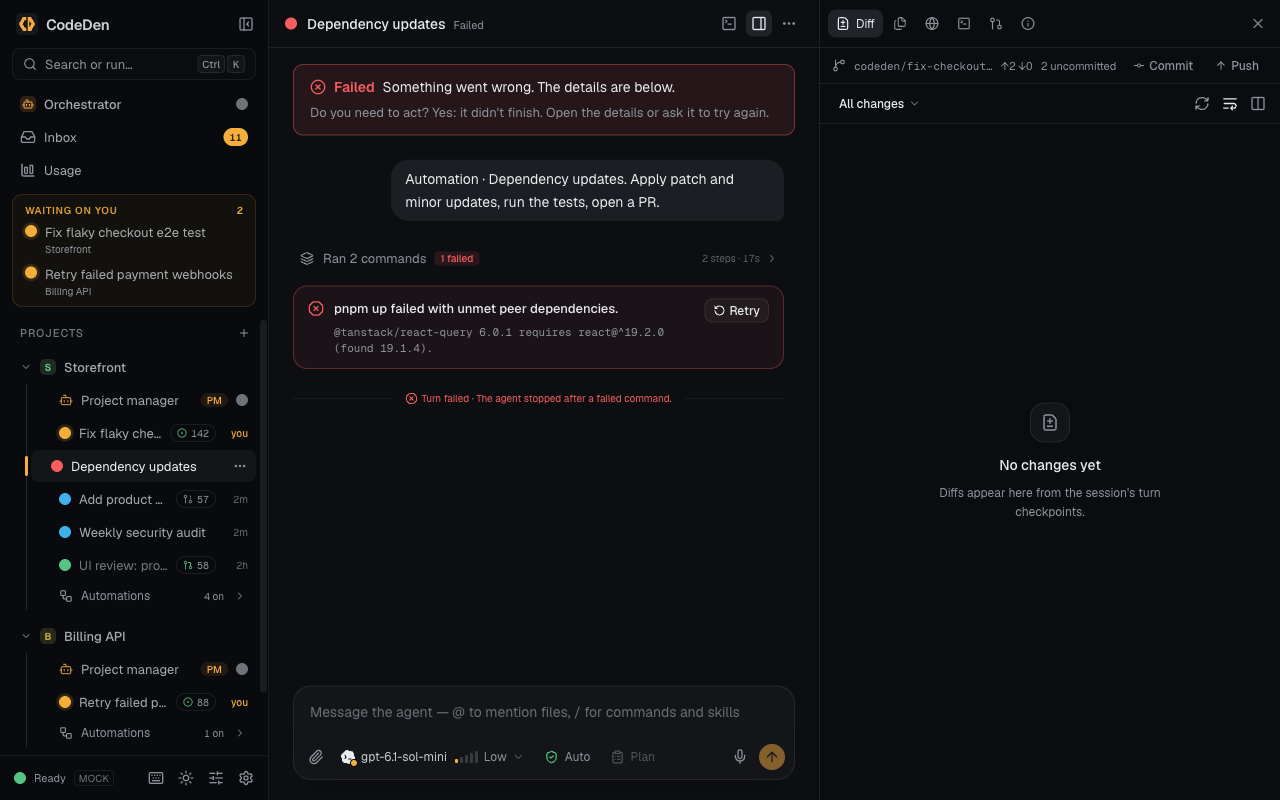 CodeDen
Search or run… Ctrl K
Orchestrator
Inbox 11
Usage
WAITING ON YOU 2
Fix flaky checkout e2e test
Storefront
Retry failed payment webhooks
Billing API
PROJECTS
S Storefront
Project manager PM
Fix flaky che… 142 you
Dependency updates
Add product … 57 2m
Weekly security audit 2m
UI review: pro… 58 2h
Automations 4 on
B Billing API
Project manager PM
Retry failed p… 88 you
Automations 1 on
Ready MOCK
Dependency updates Failed
Failed Something went wrong. The details are below.
Do you need to act? Yes: it didn't finish. Open the details or ask it to try again.
Automation · Dependency updates. Apply patch and
minor updates, run the tests, open a PR.
Ran 2 commands 1 failed 2 steps · 17s
pnpm up failed with unmet peer dependencies.
Retry
@tanstack/react-query 6.0.1 requires react@^19.2.0
(found 19.1.4).
Turn failed · The agent stopped after a failed command.
Message the agent — @ to mention files, / for commands and skills
gpt-6.1-sol-mini Low Auto Plan
Diff
codeden/fix-checkout… ↑2 ↓0 2 uncommitted Commit Push
All changes
No changes yet
Diffs appear here from the session's turn
checkpoints.